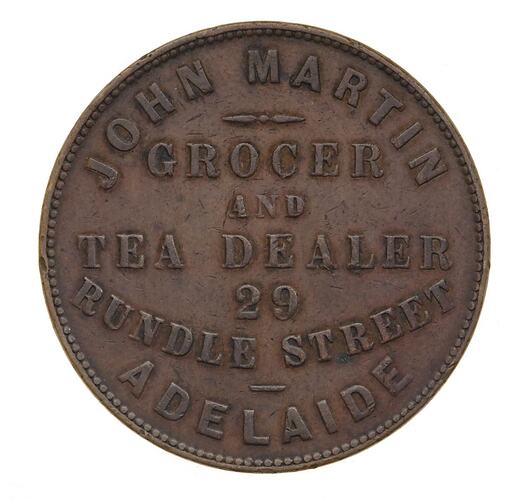 JOHN MARTIN
GROCER
AND
TEA DEALER
29
RUNDLE STREET
ADELAIDE